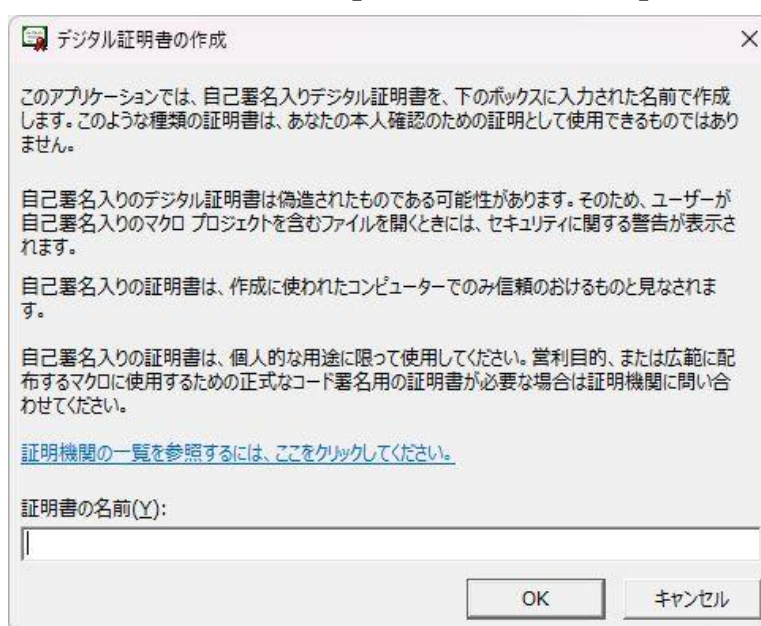 デジタル証明書の作成
このアプリケーションでは、自己署名入りデジタル証明書を、下のボックスに入力された名前で作成
します。このような種類の証明書は、あなたの本人確認のための証明として使用できるものではあり
ません。
自己署名入りのデジタル証明書は偽造されたものである可能性があります。そのため、ユーザーが
自己署名入りのマクロ プロジェクトを含むファイルを開くときには、セキュリティに関する警告が表示さ
れます。
自己署名入りの証明書は、作成に使われたコンピューターでのみ信頼のおけるものと見なされま
す。
自己署名入りの証明書は、個人的な用途に限って使用してください。営利目的、または広範に配
布するマクロに使用するための正式なコード署名用の証明書が必要な場合は証明機関に問い合
わせてください。
証明機関の一覧を参照するには、ここをクリックしてください。
証明書の名前(Y):
OK
キャンセル